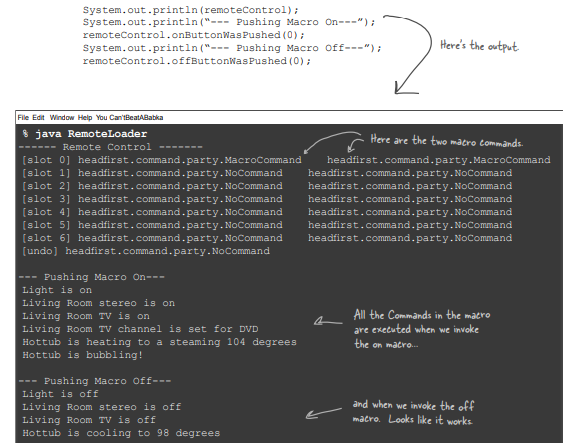 System.out.println(remoteControl);
System.out.println(“--- Pushing Macro On---”);
remoteControl.onButtonWasPushed(0);
System.out.println(“--- Pushing Macro Off---”);
remoteControl.offButtonWasPushed(0);
Here's the output.
File Edit Window Help You Can'tBeatABabka
% java RemoteLoader
------ Remote Control -------
Here are the two macro commands.
[slot 0] headfirst.command.party.MacroCommand headfirst.command.party.MacroCommand
[slot 1] headfirst.command.party.NoCommand headfirst.command.party.NoCommand
[slot 2] headfirst.command.party.NoCommand headfirst.command.party.NoCommand
[slot 3] headfirst.command.party.NoCommand headfirst.command.party.NoCommand
[slot 4] headfirst.command.party.NoCommand headfirst.command.party.NoCommand
[slot 5] headfirst.command.party.NoCommand headfirst.command.party.NoCommand
[slot 6] headfirst.command.party.NoCommand headfirst.command.party.NoCommand
[undo] headfirst.command.party.NoCommand
--- Pushing Macro On---
Light is on
Living Room stereo is on
Living Room TV is on
Living Room TV channel is set for DVD
Hottub is heating to a steaming 104 degrees
Hottub is bubbling!
All the Commands in the macro
are executed when we invoke
the on macro...
--- Pushing Macro Off---
Light is off
Living Room stereo is off
Living Room TV is off
Hottub is cooling to 98 degrees
and when we invoke the off
macro. Looks like it works.